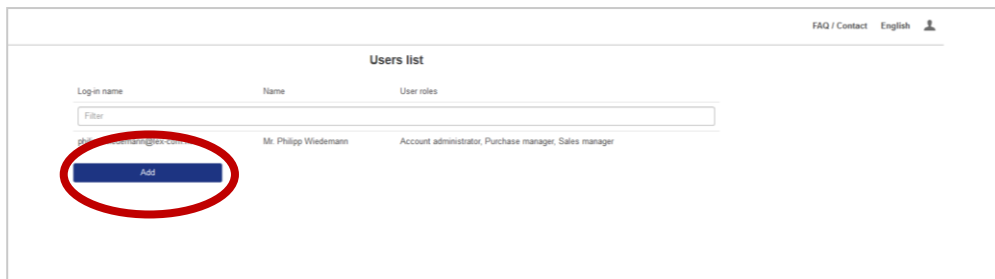 FAQ / Contact English
Users list
Log-in name Name User roles
Filter
Mr. Philipp Wiedemann Account administrator, Purchase manager, Sales manager
Add